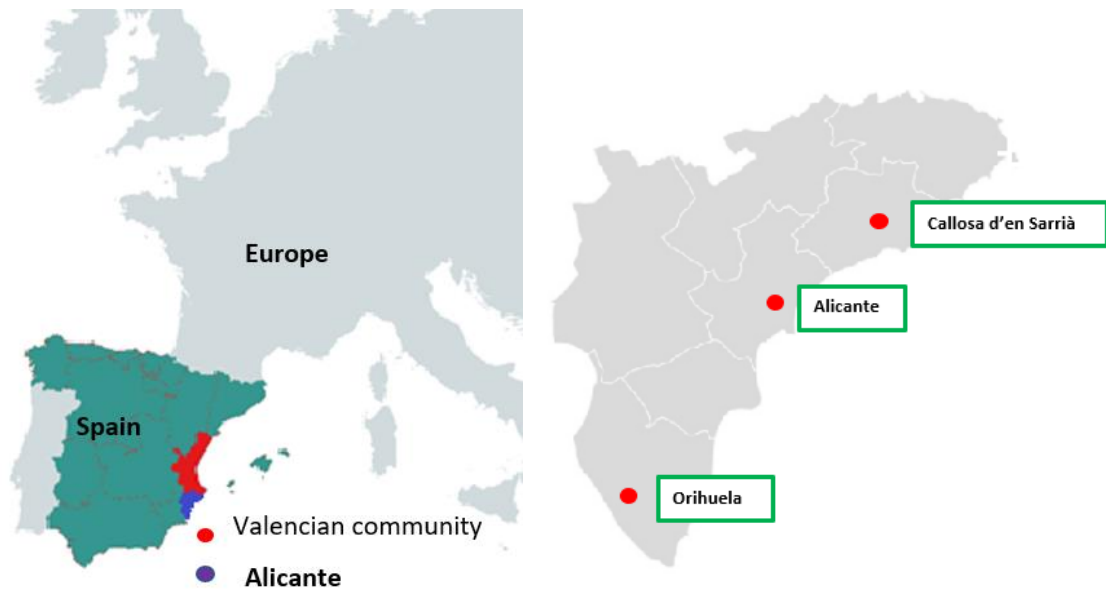 Europe
Spain
Valencian community
Alicante
Callosa d’en Sarrià
Alicante
Orihuela